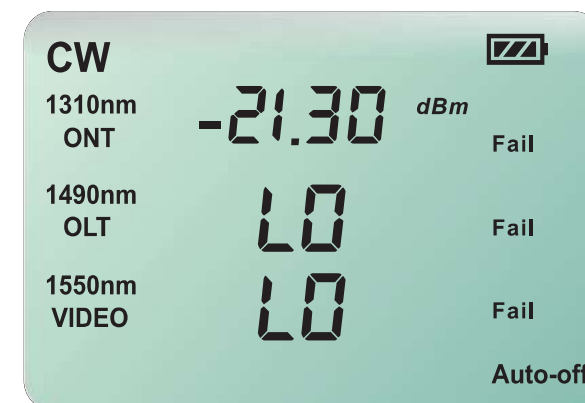 CW
1310nm
ONT
-21.30 dBm
Fail
1490nm
OLT
LO
Fail
1550nm
VIDEO
LO
Fail
Auto-off